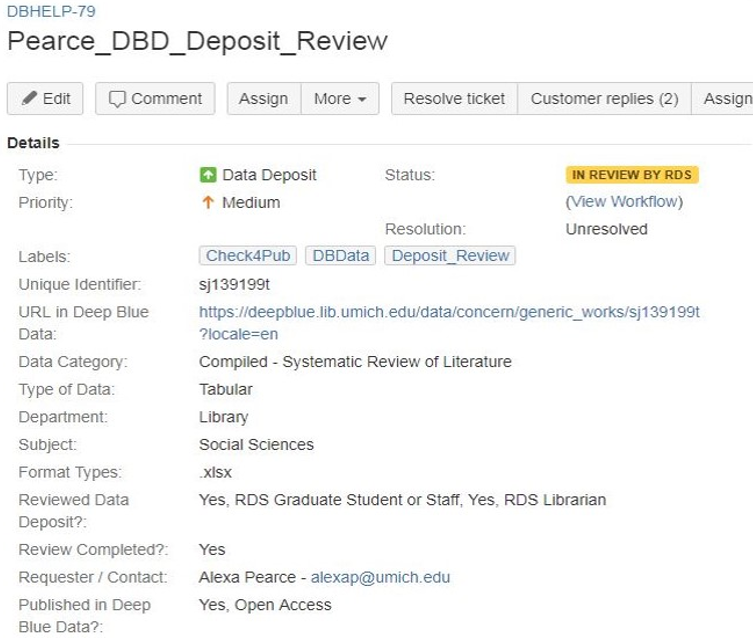 DBHELP-79
Pearce_DBD_Deposit_Review
Edit Comment Assign More Resolve ticket Customer replies (2) Assign
Details
Type: Data Deposit Status: IN REVIEW BY RDS
Priority: Medium (View Workflow)
Resolution: Unresolved
Labels: Check4Pub DBData Deposit_Review
Unique Identifier: sj139199t
URL in Deep Blue https://deepblue.lib.umich.edu/data/concern/generic_works/sj139199t
Data: ?locale=en
Data Category: Compiled - Systematic Review of Literature
Type of Data: Tabular
Department: Library
Subject: Social Sciences
Format Types: .xlsx
Reviewed Data Yes, RDS Graduate Student or Staff, Yes, RDS Librarian
Deposit?:
Review Completed?: Yes
Requester / Contact: Alexa Pearce - alexap@umich.edu
Published in Deep Yes, Open Access
Blue Data?: